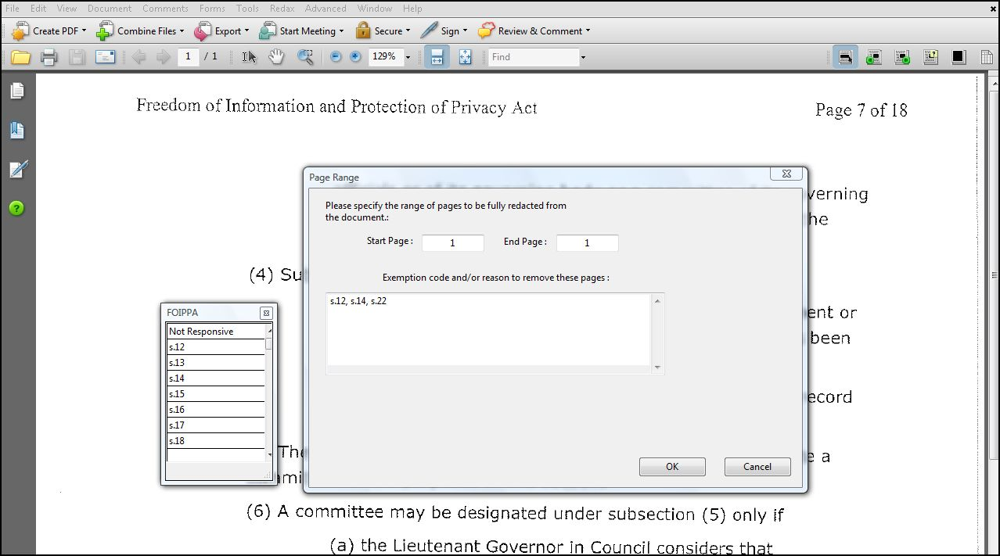 File Edit View Document Comments Forms Tools Redax Advanced Window Help
Create PDF Combine Files Export Start Meeting Secure Sign Review & Comment
1 / 1 129% Find
Freedom of Information and Protection of Privacy Act Page 7 of 18
Page Range
verning
Please specify the range of pages to be fully redacted from
the document.:
he
Start Page : 1 End Page : 1
(4) Su
Exemption code and/or reason to remove these pages :
s.12, s.14, s.22
FOIPPA
ent or
Not Responsive
been
s.12
s.13
s.14
s.15
ecord
s.16
s.17
s.18
The
e a
OK Cancel
ami
(6) A committee may be designated under subsection (5) only if
(a) the Lieutenant Governor in Council considers that